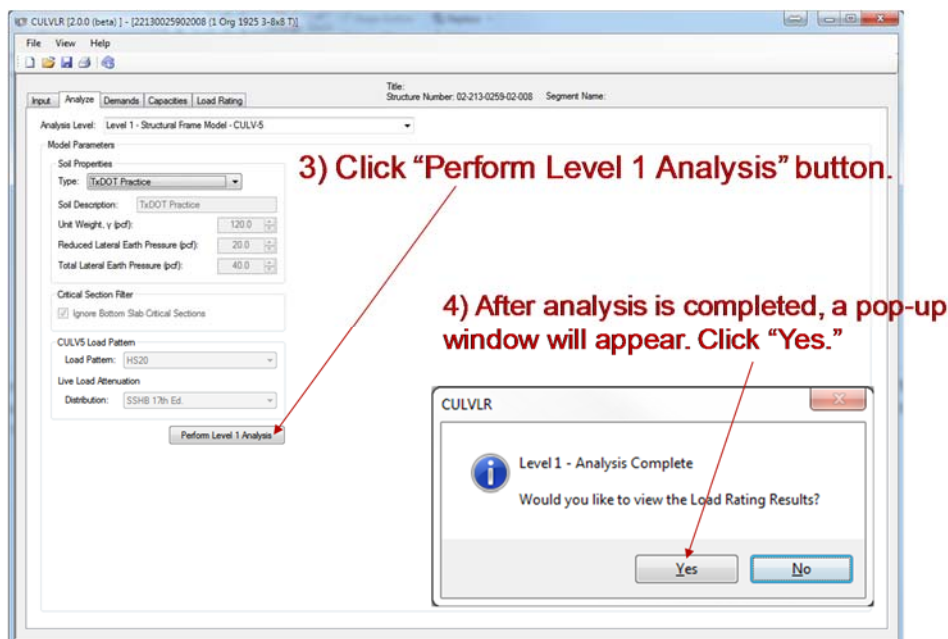 CULVLR [2.0.0 (beta) ] - [22130025902008 (1 Org 1925 3-8x8 T)]
File View Help
Title:
Structure Number: 02-213-0259-02-008 Segment Name:
Input Analyze Demands Capacities Load Rating
Analysis Level: Level 1 - Structural Frame Model - CULV-5
Model Parameters
Soil Properties
Type: TxDOT Practice
Soil Description: TxDOT Practice
Unit Weight, γ (pcf): 120.0
Reduced Lateral Earth Pressure (pcf): 20.0
Total Lateral Earth Pressure (pcf): 40.0
Critical Section Filter
Ignore Bottom Slab Critical Sections
CULV5 Load Pattern
Load Pattern: HS20
Live Load Attenuation
Distribution: SSHB 17th Ed.
Perform Level 1 Analysis
3) Click “Perform Level 1 Analysis” button.
4) After analysis is completed, a pop-up
window will appear. Click “Yes.”
CULVLR
Level 1 - Analysis Complete
Would you like to view the Load Rating Results?
Yes No